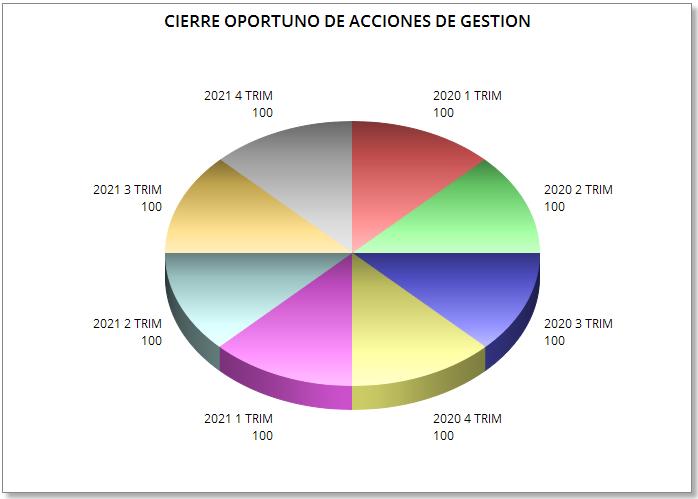 CIERRE OPORTUNO DE ACCIONES DE GESTION
2021 4 TRIM
100
2020 1 TRIM
100
2021 3 TRIM
100
2020 2 TRIM
100
2021 2 TRIM
100
2020 3 TRIM
100
2021 1 TRIM
100
2020 4 TRIM
100